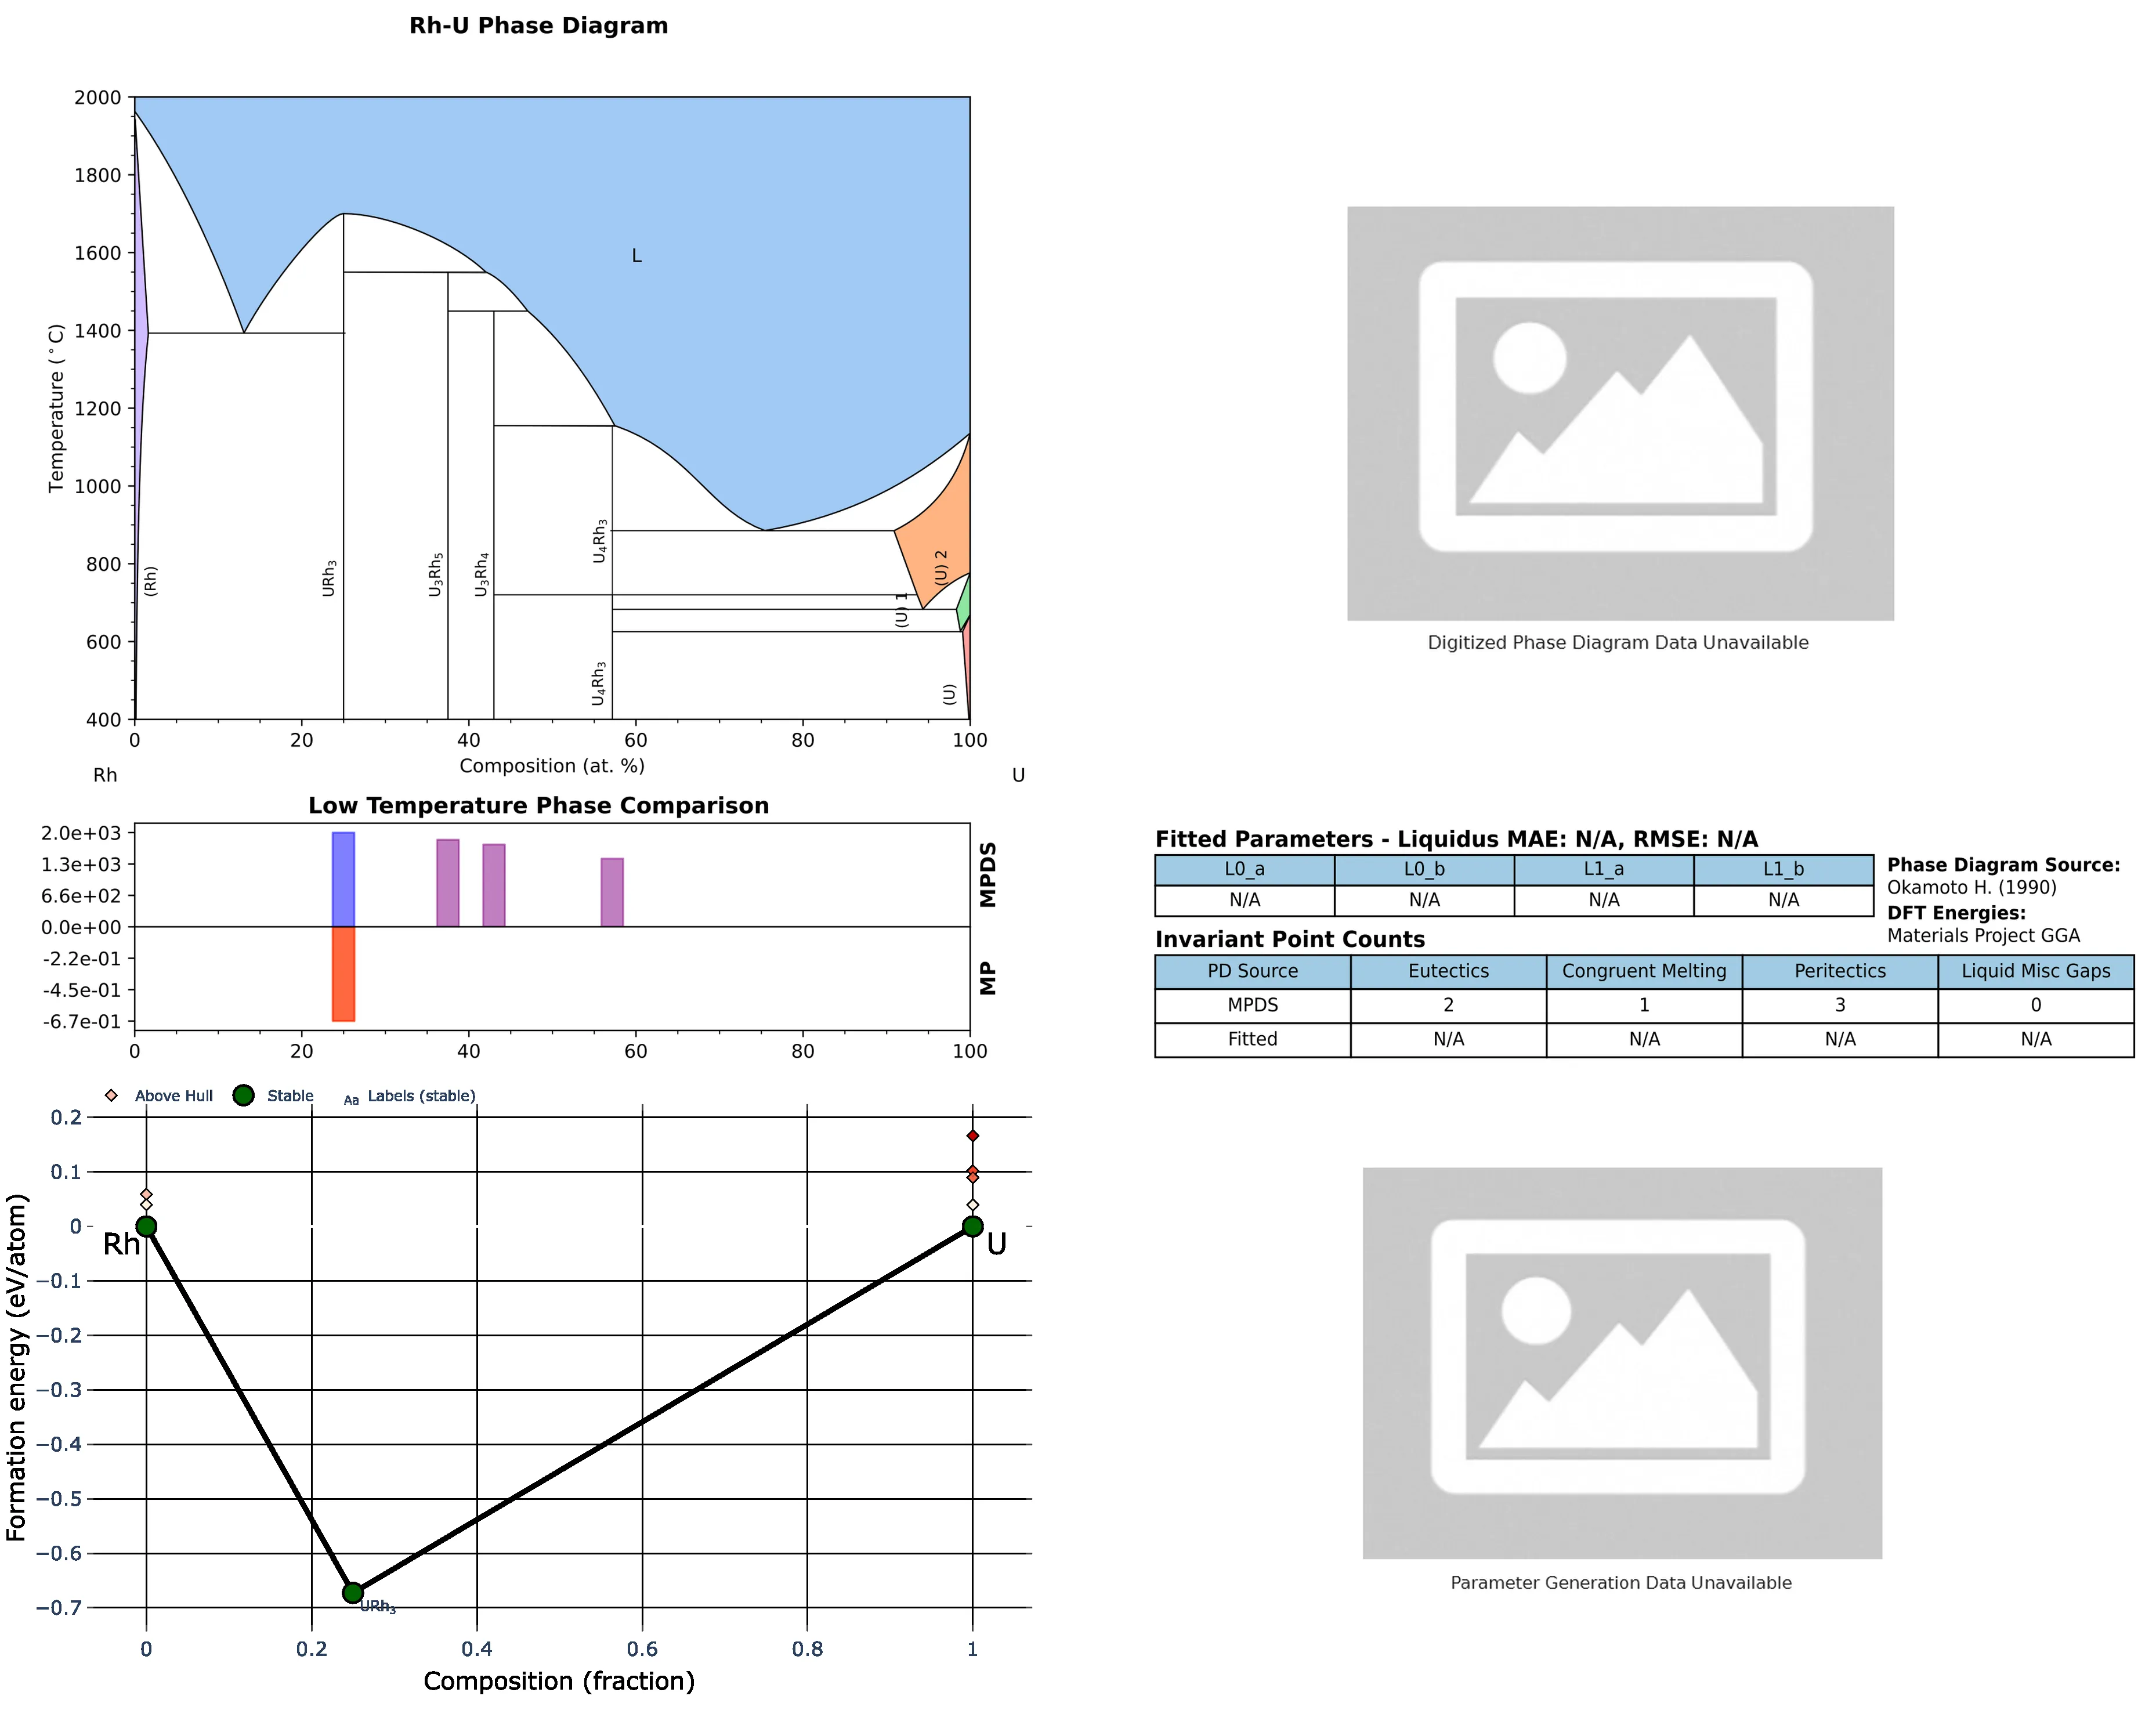 Rh-U Phase Diagram
2000
1800
1600
1400
1200
1000
800
600
400
Temperature (°C)
L
(Rh)
URh3
U3Rh5
U3Rh4
U4Rh3
U4Rh3
(U) 1
(U) 2
(U)
0 20 40 60 80 100
Composition (at. %)
Rh U
Digitized Phase Diagram Data Unavailable
Low Temperature Phase Comparison
2.0e+03
1.3e+03
6.6e+02
0.0e+00
-2.2e-01
-4.5e-01
-6.7e-01
MPDS
MP
0 20 40 60 80 100
Fitted Parameters - Liquidus MAE: N/A, RMSE: N/A
L0_a L0_b L1_a L1_b
N/A N/A N/A N/A
Phase Diagram Source:
Okamoto H. (1990)
DFT Energies:
Materials Project GGA
Invariant Point Counts
PD Source Eutectics Congruent Melting Peritectics Liquid Misc Gaps
MPDS 2 1 3 0
Fitted N/A N/A N/A N/A
Above Hull Stable Aa Labels (stable)
0.2
0.1
0
−0.1
−0.2
−0.3
−0.4
−0.5
−0.6
−0.7
Formation energy (eV/atom)
Rh
U
URh3
0 0.2 0.4 0.6 0.8 1
Composition (fraction)
Parameter Generation Data Unavailable